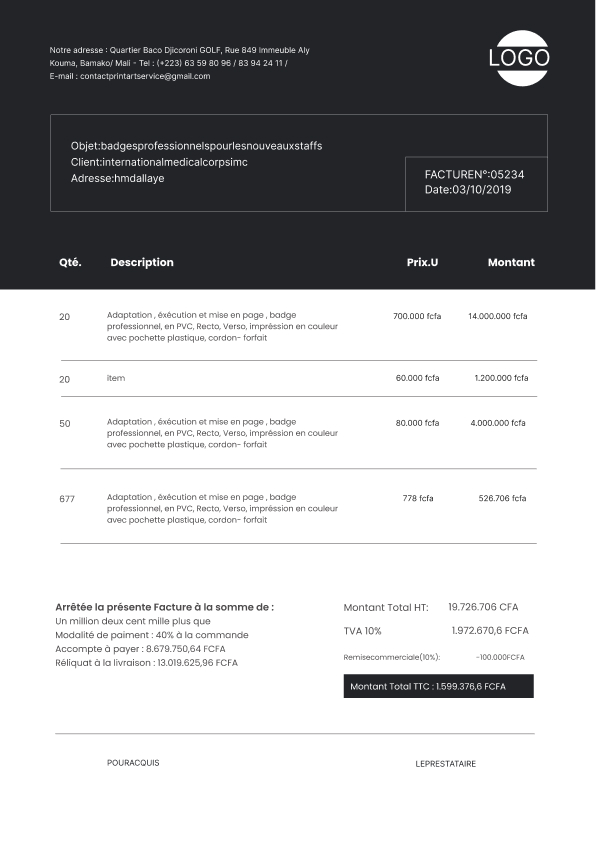 Notre adresse : Quartier Baco Djicoroni GOLF, Rue 849 Immeuble Aly
Kouma, Bamako/ Mali - Tel : (+223) 63 59 80 96 / 83 94 24 11 /
E-mail : contactprintartservice@gmail.com
LOGO
Objet:badgesprofessionnelspourlesnouveauxstaffs
Client:internationalmedicalcorpsimc
Adresse:hmdallaye
FACTUREN°:05234
Date:03/10/2019
Qté. Description Prix.U Montant
20 Adaptation , éxécution et mise en page , badge 700.000 fcfa 14.000.000 fcfa
professionnel, en PVC, Recto, Verso, impréssion en couleur
avec pochette plastique, cordon- forfait
20 item 60.000 fcfa 1.200.000 fcfa
50 Adaptation , éxécution et mise en page , badge 80.000 fcfa 4.000.000 fcfa
professionnel, en PVC, Recto, Verso, impréssion en couleur
avec pochette plastique, cordon- forfait
677 Adaptation , éxécution et mise en page , badge 778 fcfa 526.706 fcfa
professionnel, en PVC, Recto, Verso, impréssion en couleur
avec pochette plastique, cordon- forfait
Arrêtée la présente Facture à la somme de :
Un million deux cent mille plus que
Modalité de paiment : 40% à la commande
Accompte à payer : 8.679.750,64 FCFA
Réliquat à la livraison : 13.019.625,96 FCFA
Montant Total HT: 19.726.706 CFA
TVA 10% 1.972.670,6 FCFA
Remisecommerciale(10%): -100.000FCFA
Montant Total TTC : 1.599.376,6 FCFA
POURACQUIS LEPRESTATAIRE